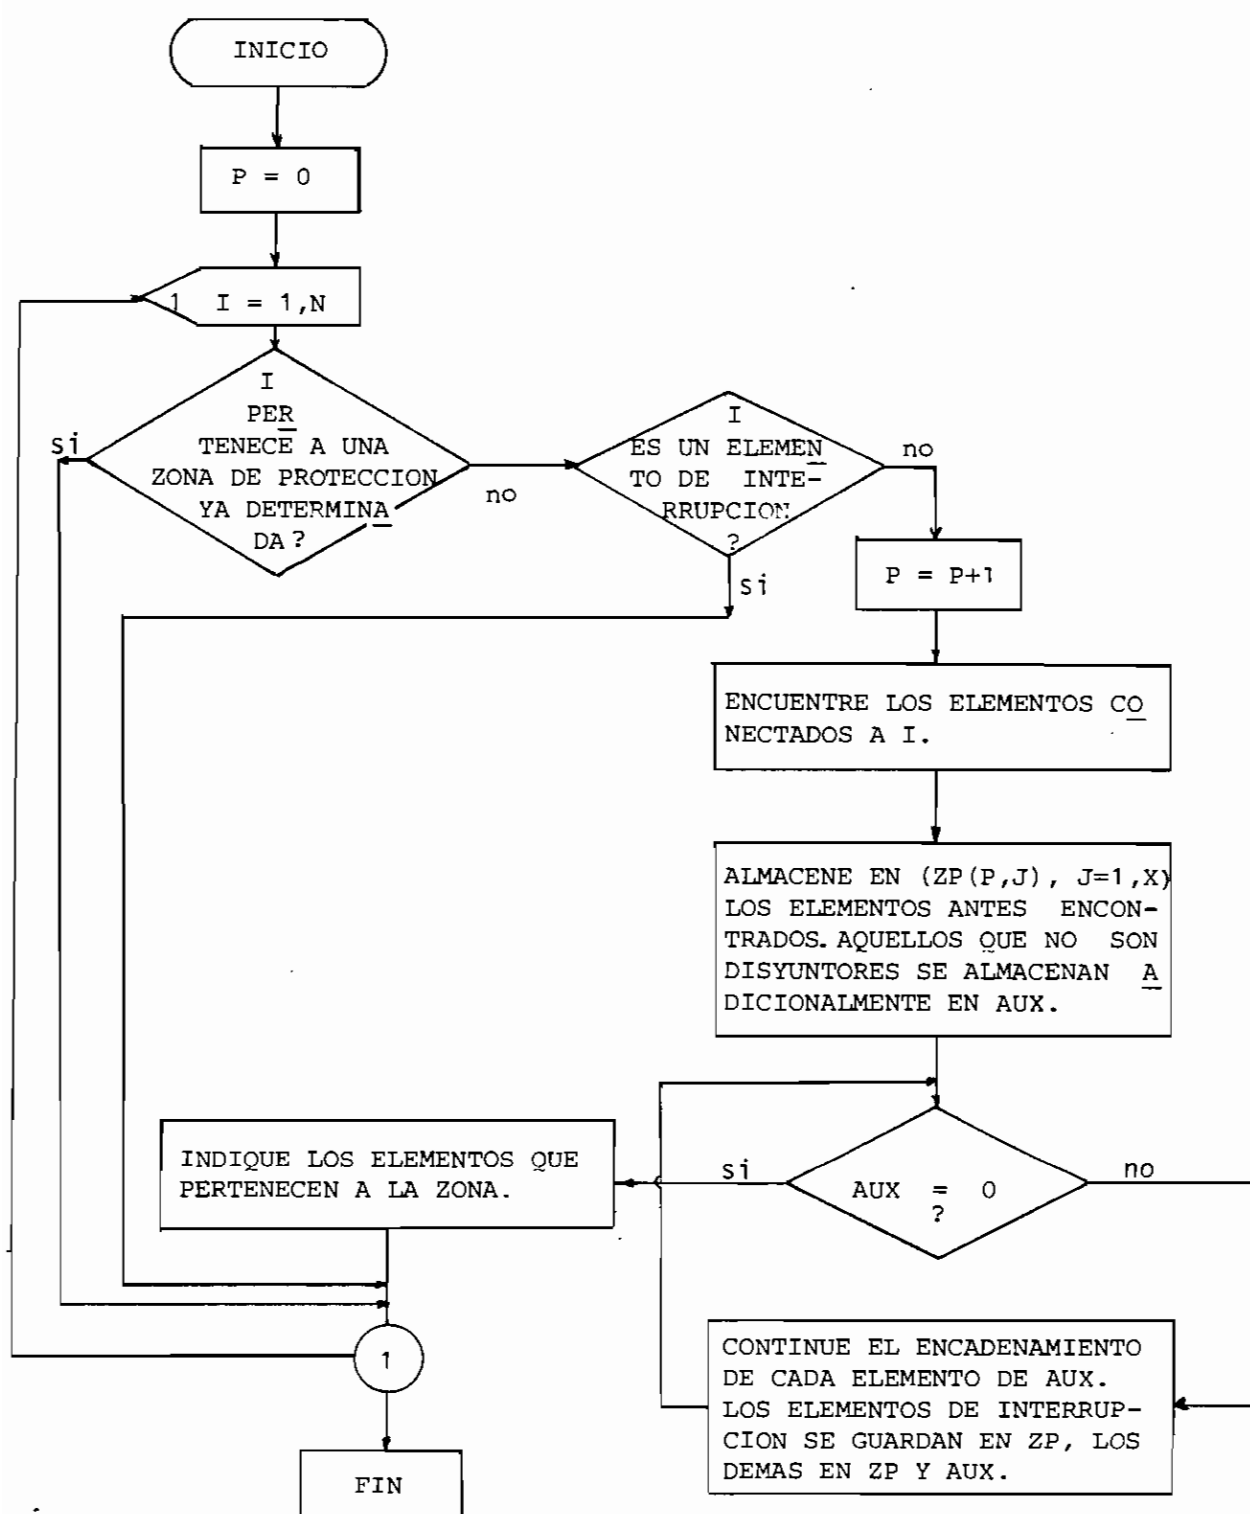 INICIO
P = 0
1 I = 1,N
I
PER
TENECE A UNA
ZONA DE PROTECCION
YA DETERMINA
DA?
si
no
I
ES UN ELEMEN
TO DE INTE-
RRUPCION
?
no
si
P = P+1
ENCUENTRE LOS ELEMENTOS CO
NECTADOS A I.
ALMACENE EN (ZP(P,J), J=1,X)
LOS ELEMENTOS ANTES ENCON-
TRADOS. AQUELLOS QUE NO SON
DISYUNTORES SE ALMACENAN A
DICIONALMENTE EN AUX.
AUX = 0
?
si
no
INDIQUE LOS ELEMENTOS QUE
PERTENECEN A LA ZONA.
CONTINUE EL ENCADENAMIENTO
DE CADA ELEMENTO DE AUX.
LOS ELEMENTOS DE INTERRUP-
CION SE GUARDAN EN ZP, LOS
DEMAS EN ZP Y AUX.
1
FIN